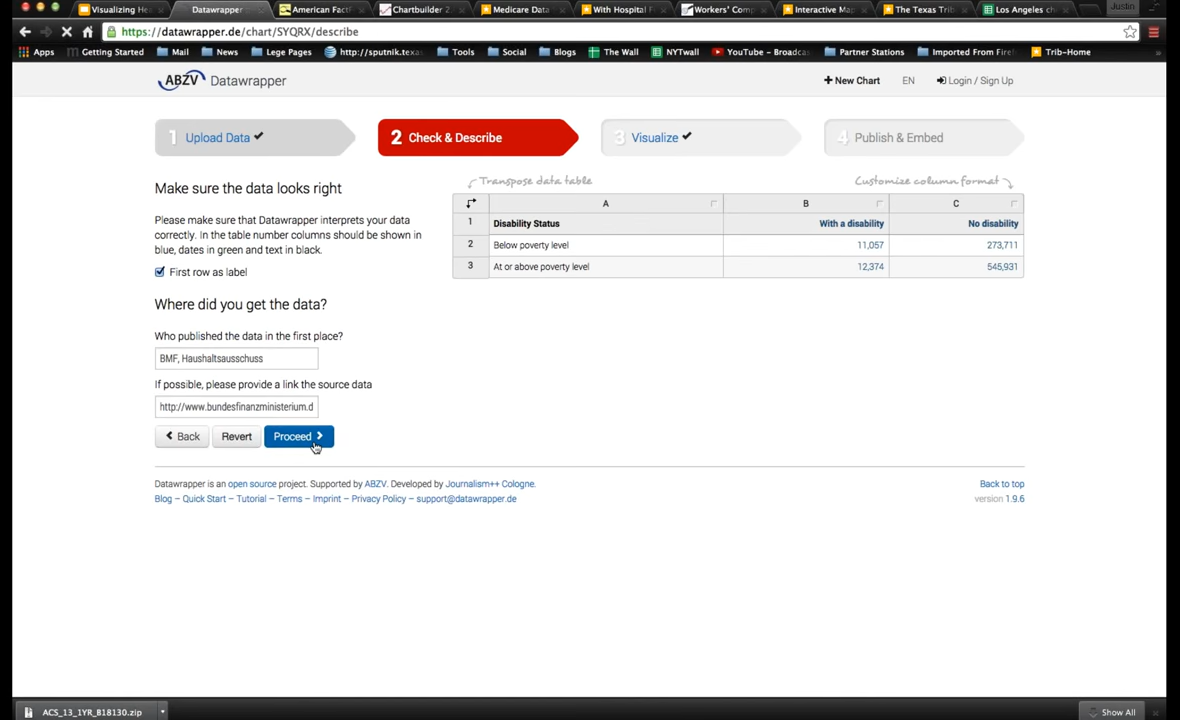 Visualizing He
Datawrapper
American Fact
Chartbuilder 2.
Medicare Data
With Hospital F
Workers' Comp
Interactive Ma
The Texas Trib
Los Angeles ch
Justin
https://datawrapper.de/chart/SYQRX/describe
Apps
Getting Started
Mail
News
Lege Pages
http://sputnik.texas
Tools
Social
Blogs
The Wall
NYTwall
YouTube - Broadcas
Partner Stations
Imported From Firef
Trib-Home
»
ABZV Datawrapper
+ New Chart
EN
Login / Sign Up
1 Upload Data ✔
2 Check & Describe
3 Visualize ✔
4 Publish & Embed
Make sure the data looks right
Please make sure that Datawrapper interprets your data
correctly. In the table number columns should be shown in
blue, dates in green and text in black.
First row as label
Where did you get the data?
Who published the data in the first place?
BMF, Haushaltsausschuss
If possible, please provide a link the source data
http://www.bundesfinanzministerium.d
Back Revert Proceed
Transpose data table
Customize column format
A B C
1 Disability Status With a disability No disability
2 Below poverty level 11,057 273,711
3 At or above poverty level 12,374 545,931
Datawrapper is an open source project. Supported by ABZV. Developed by Journalism++ Cologne.
Back to top
Blog – Quick Start – Tutorial – Terms – Imprint – Privacy Policy – support@datawrapper.de
version 1.9.6
ACS_13_1YR_B18130.zip
Show All